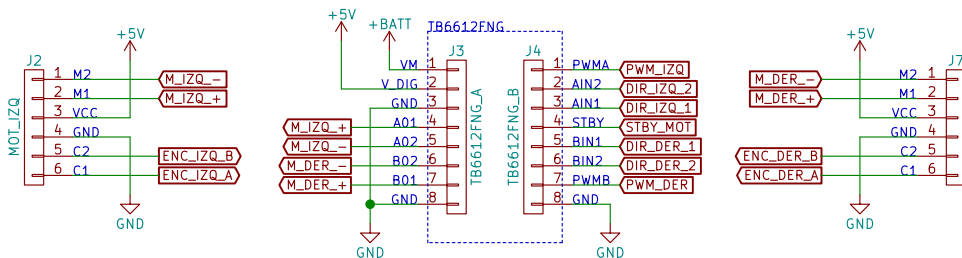 J2
MOT_IZQ
+5V
1 M2 M_IZQ_-
2 M1 M_IZQ_+
3 VCC
4 GND
5 C2 ENC_IZQ_B
6 C1 ENC_IZQ_A
GND
+5V
+BATT
TB6612FNG
J3
TB6612FNG_A
VM 1
V_DIG 2
GND 3
M_IZQ_+ A01 4
M_IZQ_- A02 5
M_DER_- B02 6
M_DER_+ B01 7
GND 8
GND
J4
TB6612FNG_B
1 PWMA PWM_IZQ
2 AIN2 DIR_IZQ_2
3 AIN1 DIR_IZQ_1
4 STBY STBY_MOT
5 BIN1 DIR_DER_1
6 BIN2 DIR_DER_2
7 PWMB PWM_DER
8 GND
GND
+5V
J7
M_DER_- M2 1
M_DER_+ M1 2
VCC 3
GND 4
ENC_DER_B C2 5
ENC_DER_A C1 6
GND